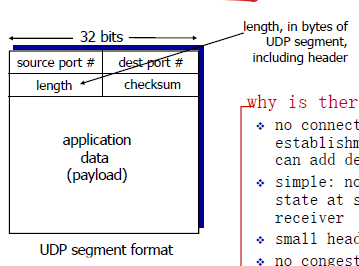 32 bits
source port #
dest port #
length
checksum
application
data
(payload)
UDP segment format
length, in bytes of
UDP segment,
including header
why is ther
no connect
establishm
can add de
simple: no
state at s
receiver
small head
no congest